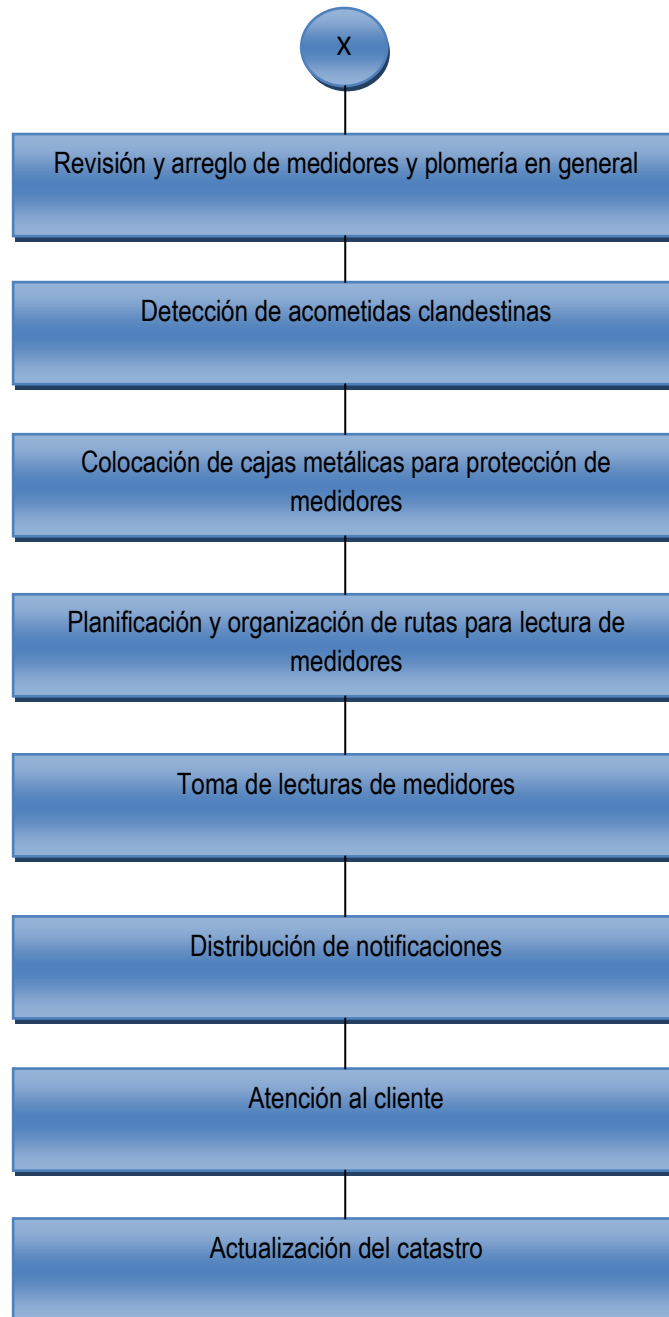 X
Revisión y arreglo de medidores y plomería en general
Detección de acometidas clandestinas
Colocación de cajas metálicas para protección de
medidores
Planificación y organización de rutas para lectura de
medidores
Toma de lecturas de medidores
Distribución de notificaciones
Atención al cliente
Actualización del catastro